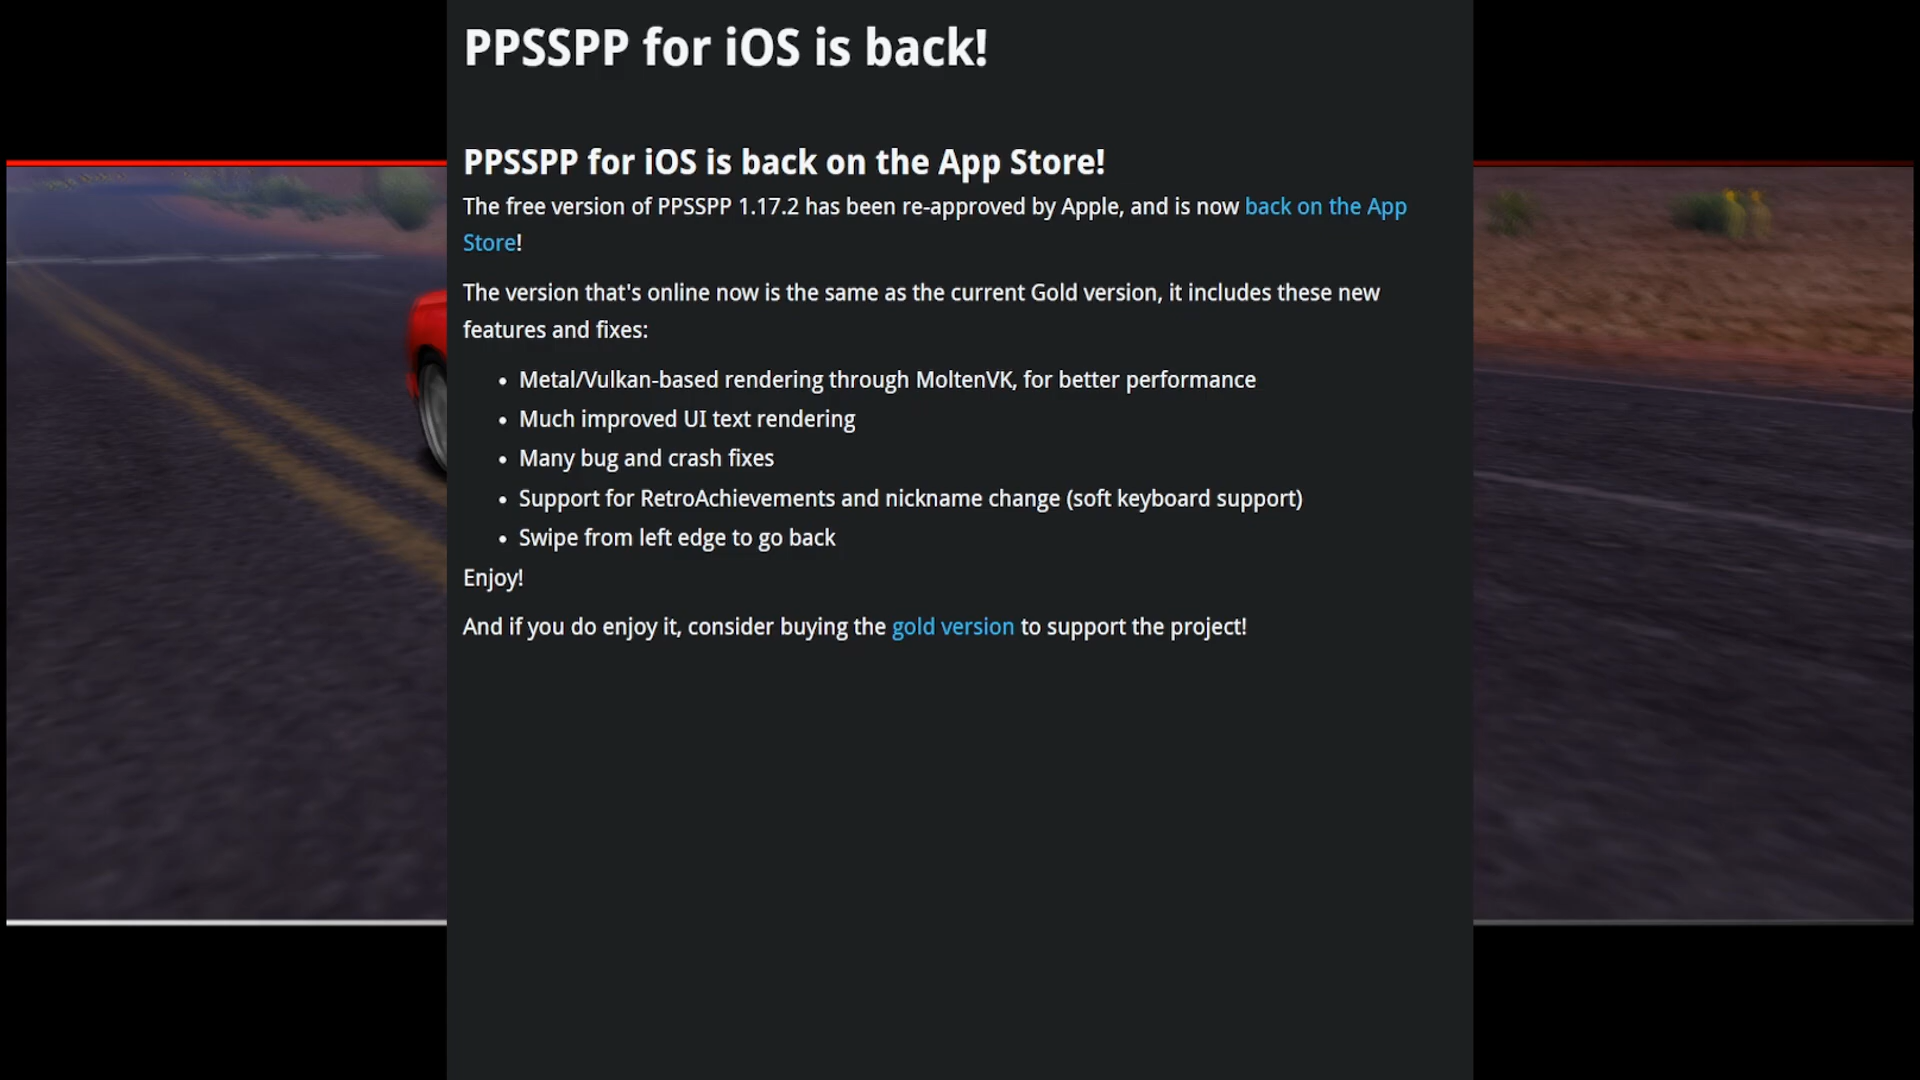 PPSSPP for iOS is back!
PPSSPP for iOS is back on the App Store!
The free version of PPSSPP 1.17.2 has been re-approved by Apple, and is now back on the App
Store!
The version that's online now is the same as the current Gold version, it includes these new
features and fixes:
• Metal/Vulkan-based rendering through MoltenVK, for better performance
• Much improved UI text rendering
• Many bug and crash fixes
• Support for RetroAchievements and nickname change (soft keyboard support)
• Swipe from left edge to go back
Enjoy!
And if you do enjoy it, consider buying the gold version to support the project!